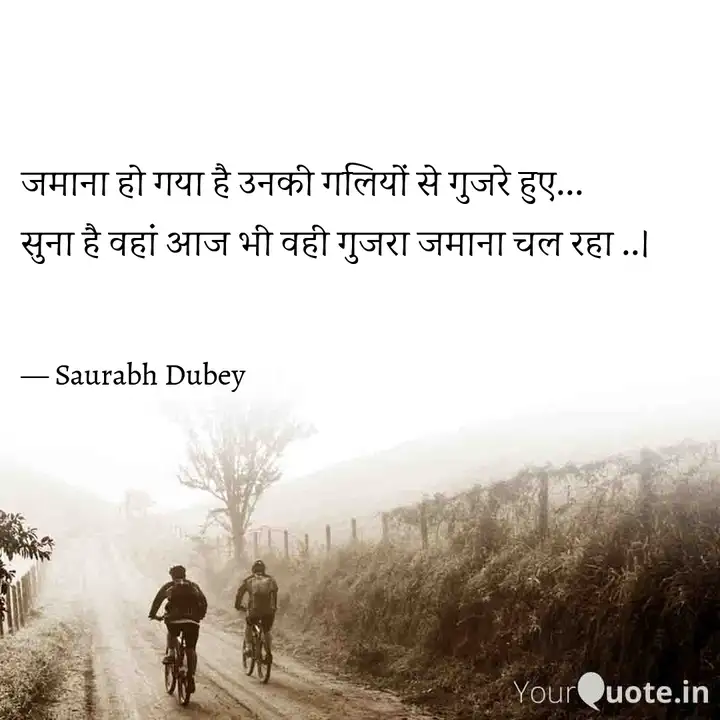 जमाना हो गया है उनकी गलियों से गुजरे हुए...
सुना है वहां आज भी वही गुजरा जमाना चल रहा ..|
— Saurabh Dubey
YourQuote.in